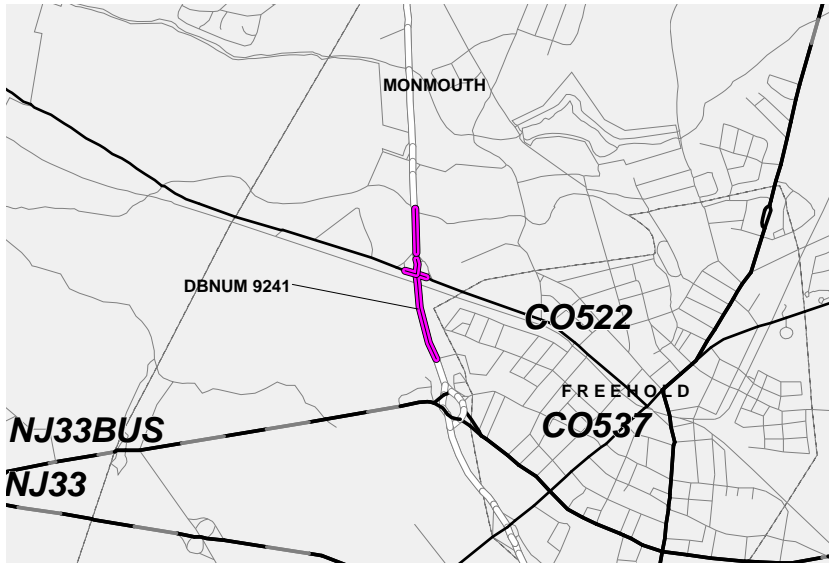 MONMOUTH
DBNUM 9241
CO522
FREEHOLD
CO537
NJ33BUS
NJ33